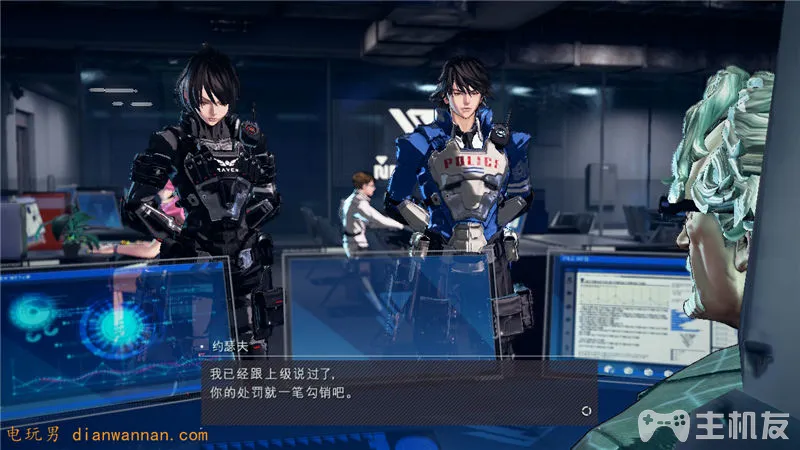 RAVEN
POLICE
约瑟夫
我已经跟上级说过了,
你的处罚就一笔勾销吧。
电玩男 dianwannan.com
主机友